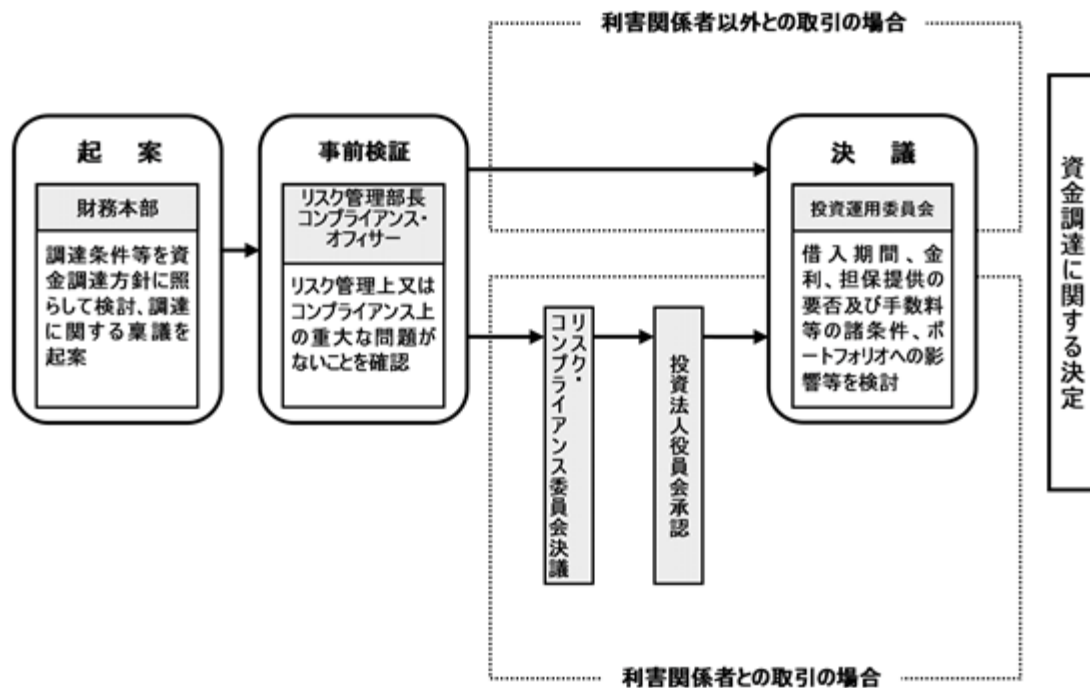 利害関係者以外との取引の場合
起 案
財務本部
調達条件等を資
金調達方針に照
らして検討、調達
に関する稟議を
起案
事前検証
リスク管理部長
コンプライアンス・
オフィサー
リスク管理上又は
コンプライアンス上
の重大な問題が
ないことを確認
リスク・
コンプライアンス委員会決議
投資法人役員会承認
決 議
投資運用委員会
借入期間、金
利、担保提供の
要否及び手数料
等の諸条件、ポ
ートフォリオへの影
響等を検討
資金調達に関する決定
利害関係者との取引の場合